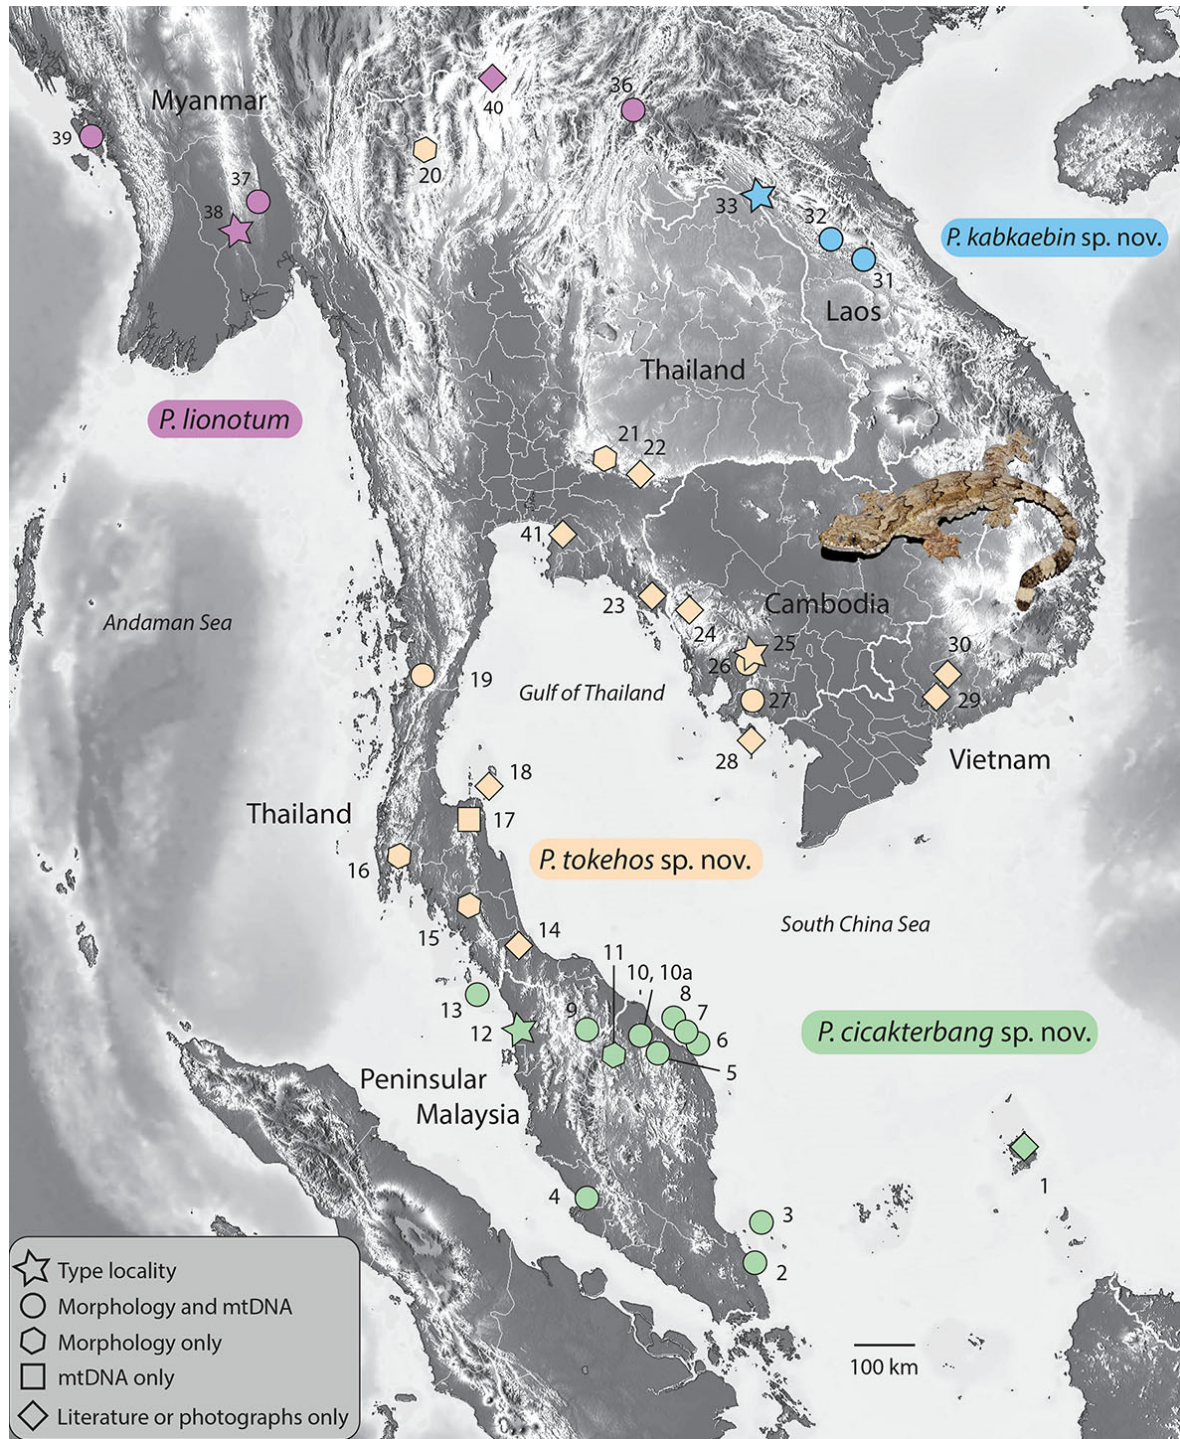 Myanmar
40
36
39
20
37
38
33
32
P. kabkaebin sp. nov.
31
Laos
Thailand
P. lionotum
21
22
41
23
24
Cambodia
Andaman Sea
25
26
30
19
Gulf of Thailand
27
29
28
Vietnam
18
Thailand
17
16
P. tokehos sp. nov.
15
14
South China Sea
11
10, 10a
13
8
7
9
12
6
P. cicakterbang sp. nov.
5
Peninsular
Malaysia
4
1
3
2
Type locality
Morphology and mtDNA
Morphology only
mtDNA only
Literature or photographs only
100 km